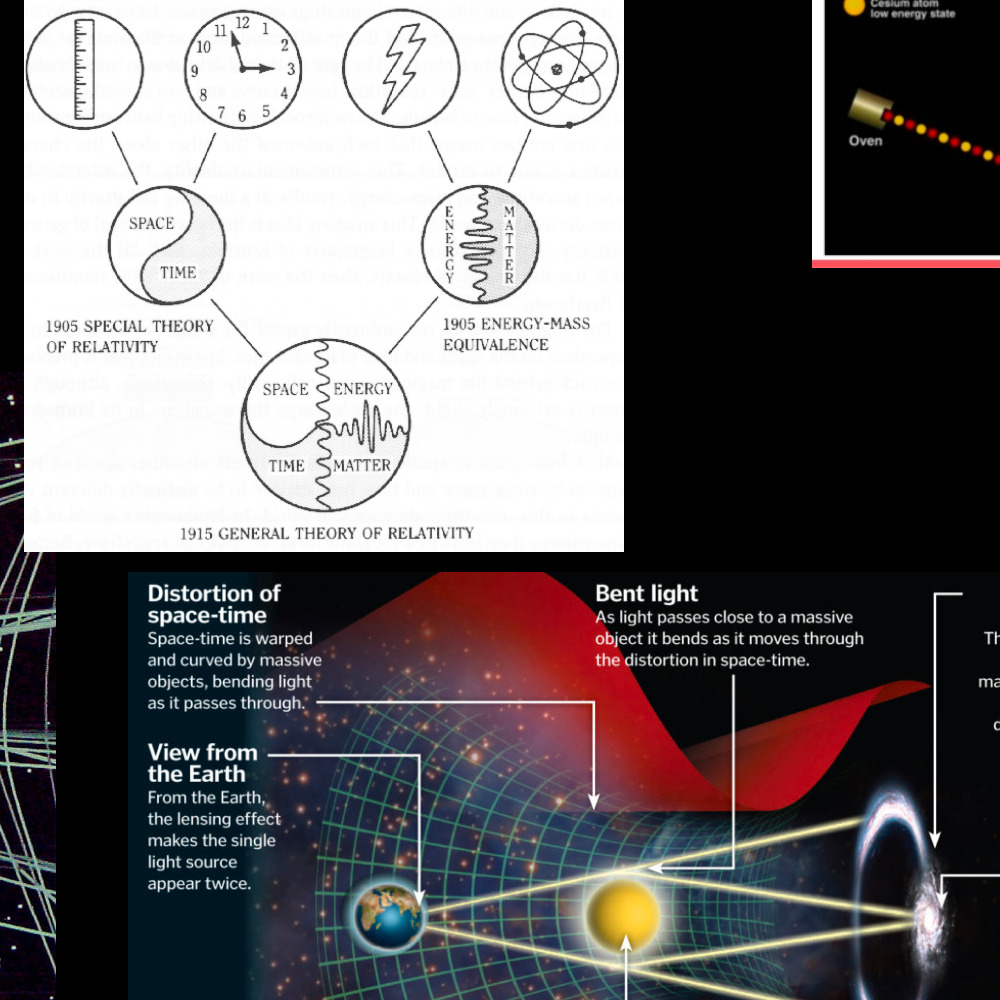 12
11
1
10
2
9
3
8
4
7
6
5
SPACE
TIME
ENERGY
MATTER
1905 SPECIAL THEORY
OF RELATIVITY
1905 ENERGY-MASS
EQUIVALENCE
SPACE
ENERGY
TIME
MATTER
1915 GENERAL THEORY OF RELATIVITY
Cesium atom
low energy state
Oven
Distortion of
space-time
Space-time is warped
and curved by massive
objects, bending light
as it passes through.
View from
the Earth
From the Earth,
the lensing effect
makes the single
light source
appear twice.
Bent light
As light passes close to a massive
object it bends as it moves through
the distortion in space-time.
Th
ma